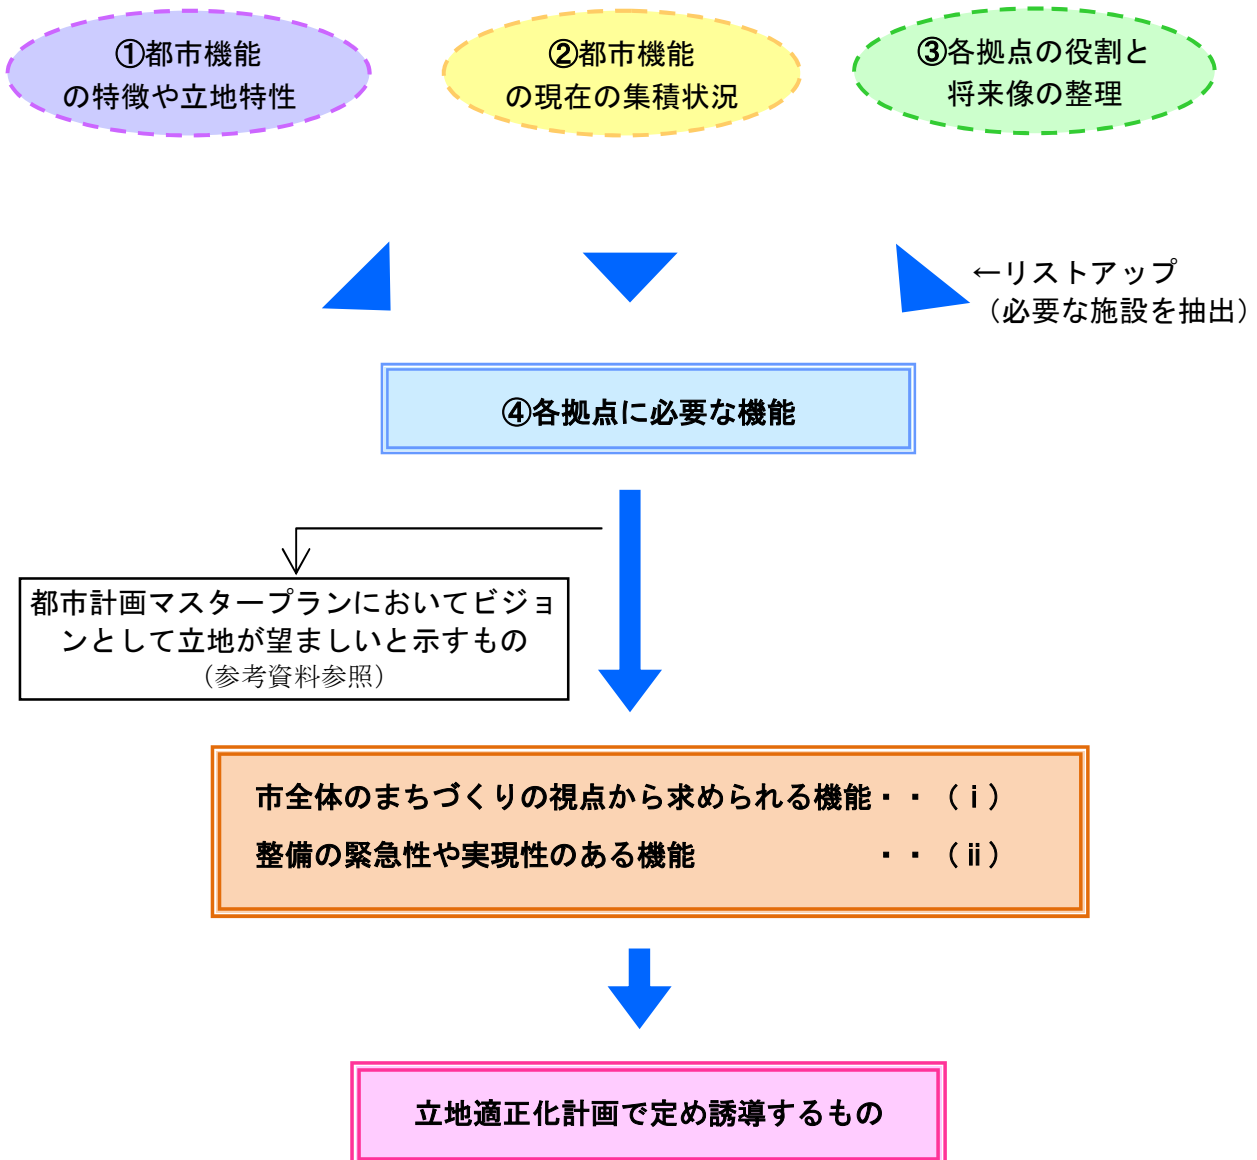 ①都市機能
の特徴や立地特性
②都市機能
の現在の集積状況
③各拠点の役割と
将来像の整理
←リストアップ
（必要な施設を抽出）
④各拠点に必要な機能
都市計画マスタープランにおいてビジョ
ンとして立地が望ましいと示すもの
（参考資料参照）
市全体のまちづくりの視点から求められる機能・・（ⅰ）
整備の緊急性や実現性のある機能　　　　　　・・（ⅱ）
立地適正化計画で定め誘導するもの